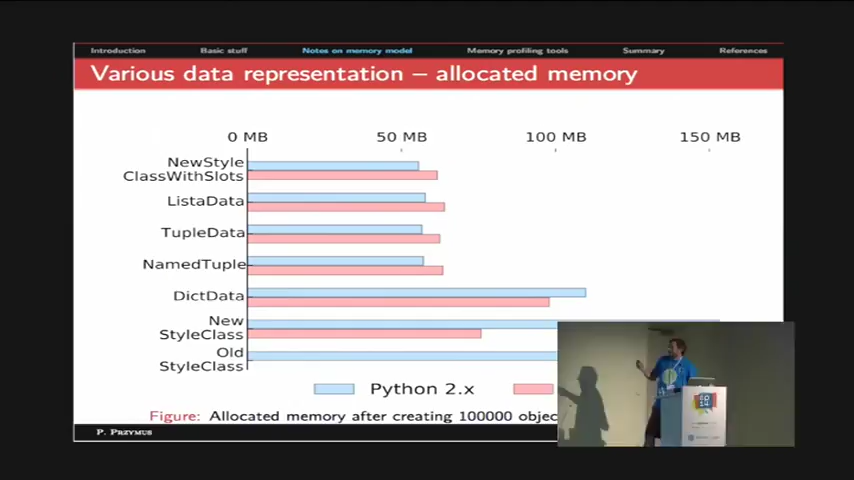 Introduction Basic stuff Notes on memory model Memory profiling tools Summary References
Various data representation – allocated memory
0 MB 50 MB 100 MB 150 MB
NewStyle
ClassWithSlots
ListaData
TupleData
NamedTuple
DictData
New
StyleClass
Old
StyleClass
Python 2.x
Figure: Allocated memory after creating 100000 objec
P. Przymus